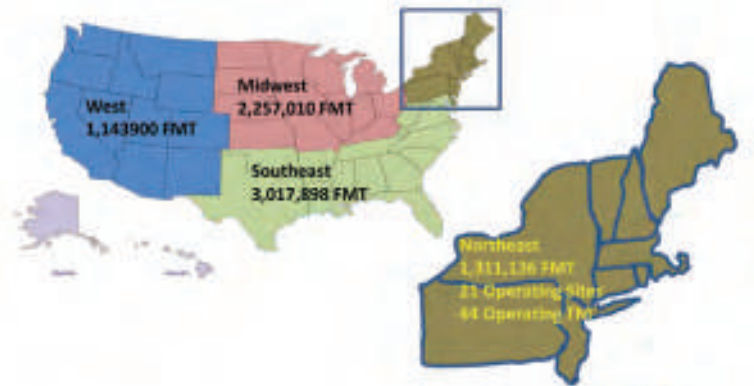 West
1,143900 FMT
Midwest
2,257,010 FMT
Southeast
3,017,898 FMT
Northeast
1,311,136 FMT
21 Operating Sites
44 Operating TMT